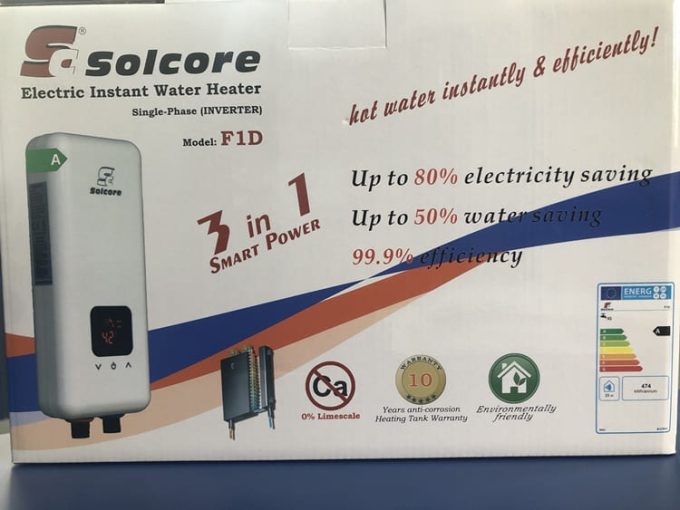 Solcore
Electric Instant Water Heater
Single-Phase (INVERTER)
Model: F1D
hot water instantly & efficiently!
A
Solcore
42
3 in 1
SMART POWER
Up to 80% electricity saving
Up to 50% water saving
99.9% efficiency
ENERG
A
474
Ca
0% Limescale
WARRANTY
10
Years anti-corrosion
Heating Tank Warranty
Environmentally
friendly